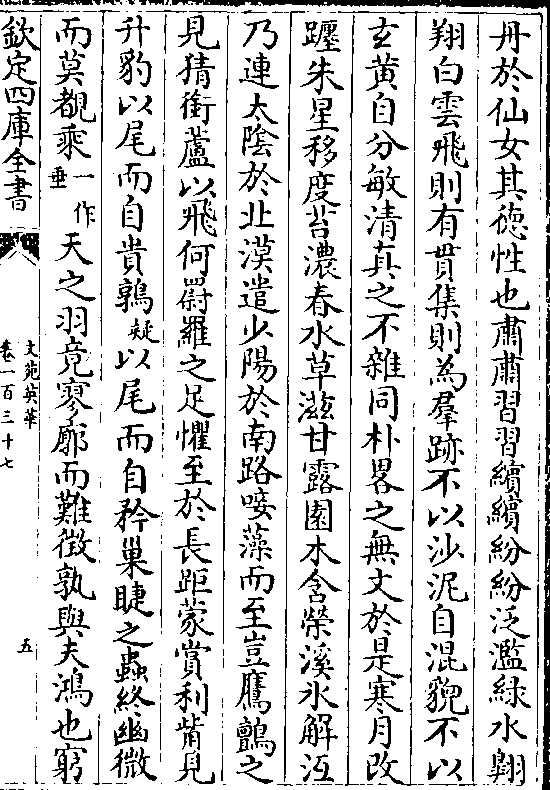 丹於仙女其德性也肅肅習習繽繽紛紛泛濫緑水翺
翔白雲飛則有貫集則為羣跡不以沙泥自混貌不以
玄黄自分敏清真之不雜同朴畧之無文於是寒月改
躔朱星移度苔濃春水草滋甘露園木含榮溪氷解沍
乃連太陰於北漠遣少陽於南路唼藻而至豈鷹鸇之
見猜銜蘆以飛何罻羅之足懼至於長距蒙賞利觜見
升豹以尾而自貴鶉疑以尾而自矜巢睫之蟲終幽微
而莫覩乘一作垂天之羽竟寥廓而難徴孰與夫鴻也窮
欽定四庫全書
文苑英華
卷一百三十七
五